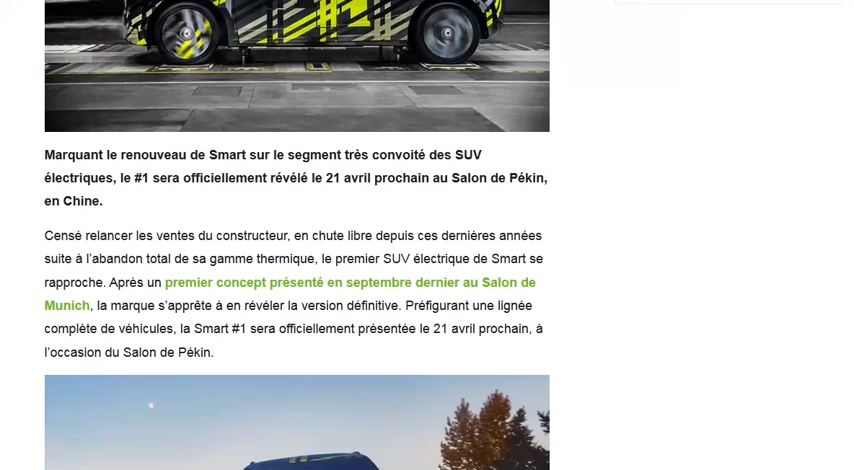 Marquant le renouveau de Smart sur le segment très convoité des SUV
électriques, le #1 sera officiellement révélé le 21 avril prochain au Salon de Pékin,
en Chine.
Censé relancer les ventes du constructeur, en chute libre depuis ces dernières années
suite à l’abandon total de sa gamme thermique, le premier SUV électrique de Smart se
rapproche. Après un premier concept présenté en septembre dernier au Salon de
Munich, la marque s’apprête à en révéler la version définitive. Préfigurant une lignée
complète de véhicules, la Smart #1 sera officiellement présentée le 21 avril prochain, à
l’occasion du Salon de Pékin.